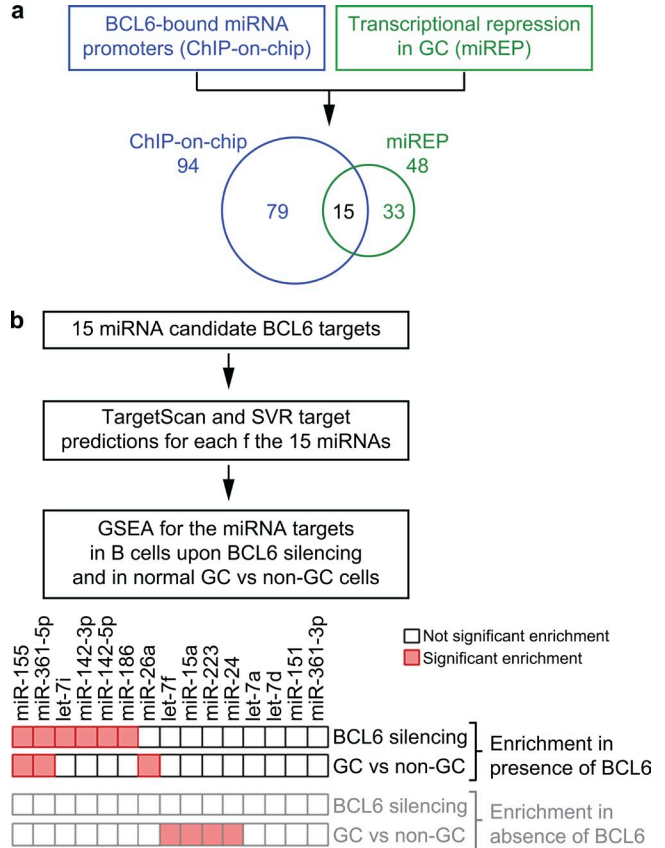 a
BCL6-bound miRNA
promoters (ChIP-on-chip)
Transcriptional repression
in GC (miREP)
ChIP-on-chip
94
miREP
48
79
15
33
b
15 miRNA candidate BCL6 targets
TargetScan and SVR target
predictions for each f the 15 miRNAs
GSEA for the miRNA targets
in B cells upon BCL6 silencing
and in normal GC vs non-GC cells
miR-155
miR-361-5p
let-7i
miR-142-3p
miR-142-5p
miR-186
miR-26a
let-7f
miR-15a
miR-223
miR-24
let-7a
let-7d
miR-151
miR-361-3p
Not significant enrichment
Significant enrichment
BCL6 silencing
GC vs non-GC
Enrichment in
presence of BCL6
BCL6 silencing
GC vs non-GC
Enrichment in
absence of BCL6